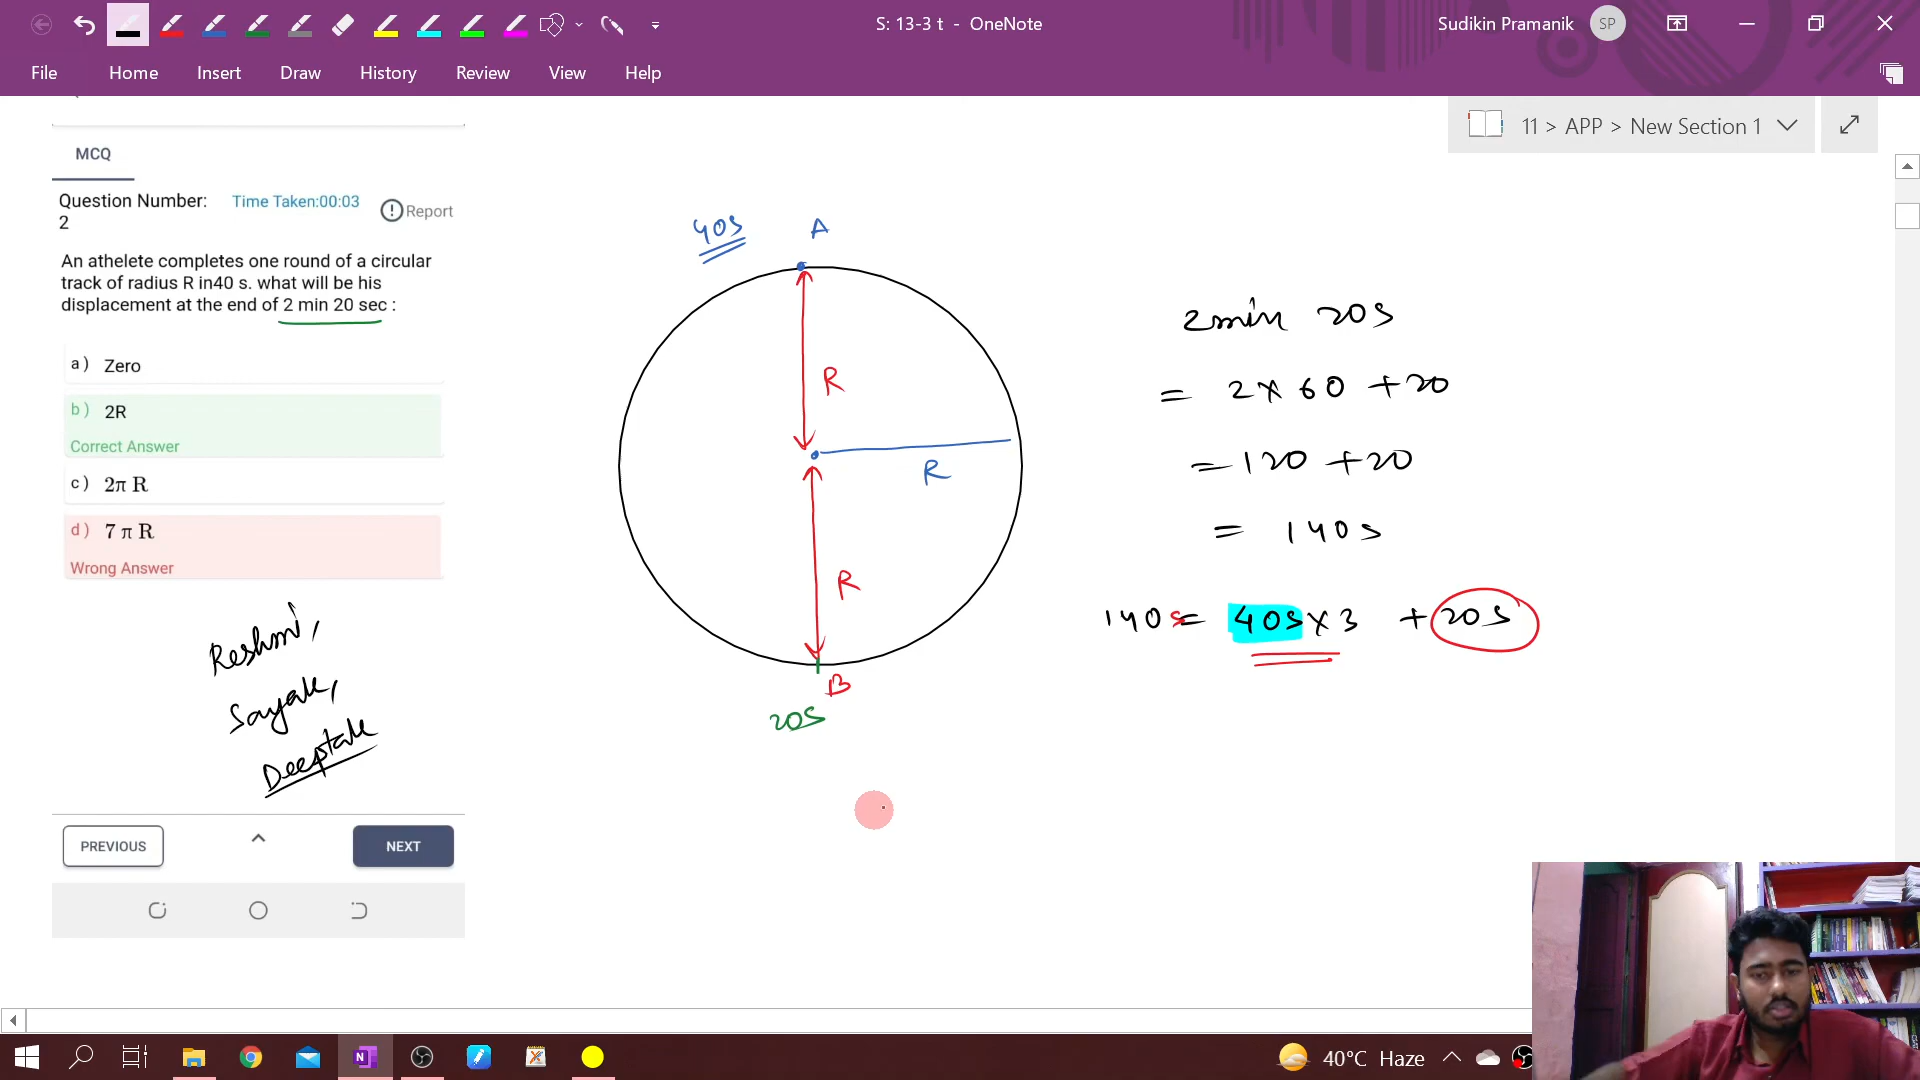 S: 13-3 t - OneNote
Sudikin Pramanik
SP
File Home Insert Draw History Review View Help
11 > APP > New Section 1
MCQ
Question Number:
2
Time Taken:00:03
Report
An athelete completes one round of a circular
track of radius R in40 s. what will be his
displacement at the end of 2 min 20 sec :
a) Zero
b) 2R
Correct Answer
c) 2π R
d) 7 π R
Wrong Answer
Reshmi,
Sayak,
PREVIOUS
NEXT
40s
A
R
R
R
B
20s
2min 20s
= 2 x 60 + 20
= 120 + 20
= 140s
140s = 40s x 3 + 20s
40°C Haze